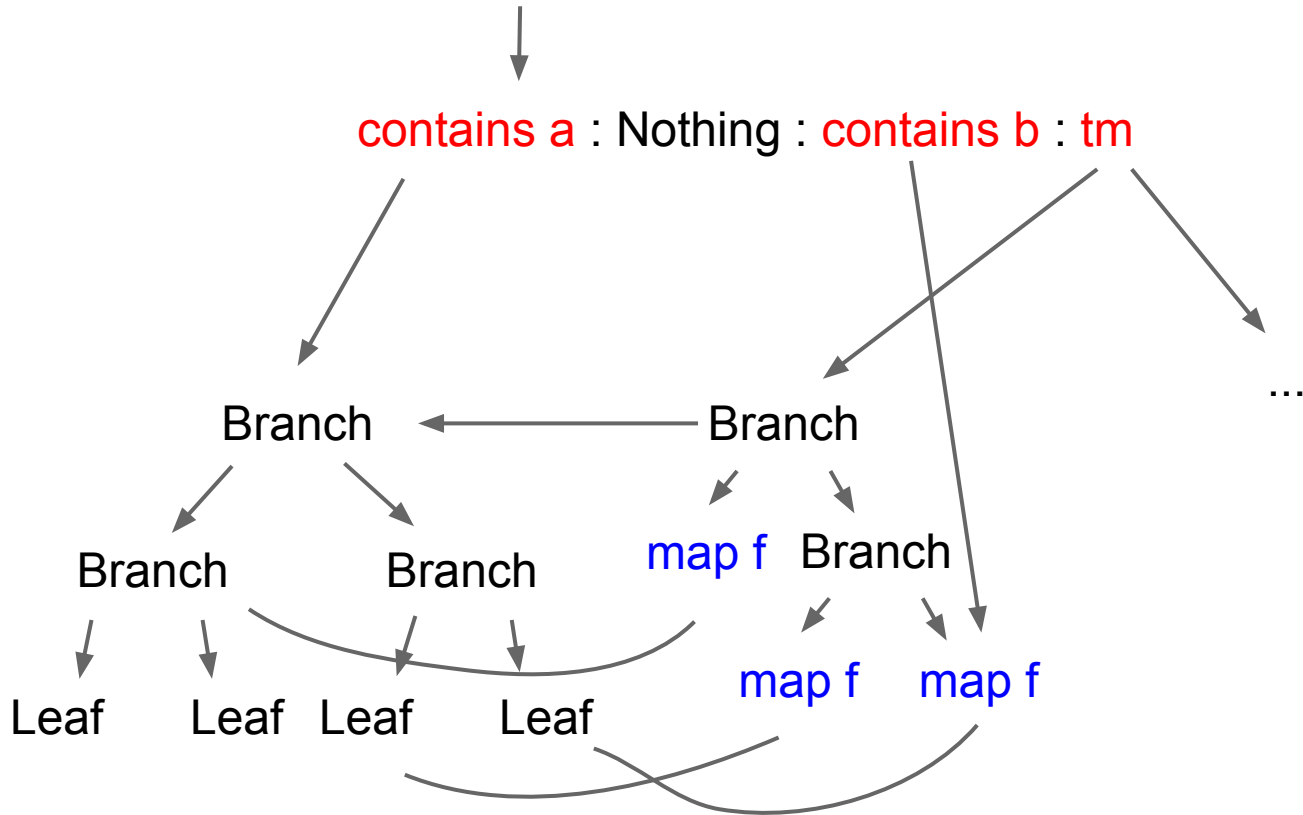 contains a : Nothing : contains b : tm
...
Branch Branch
Branch Branch map f Branch
Leaf Leaf Leaf Leaf map f map f